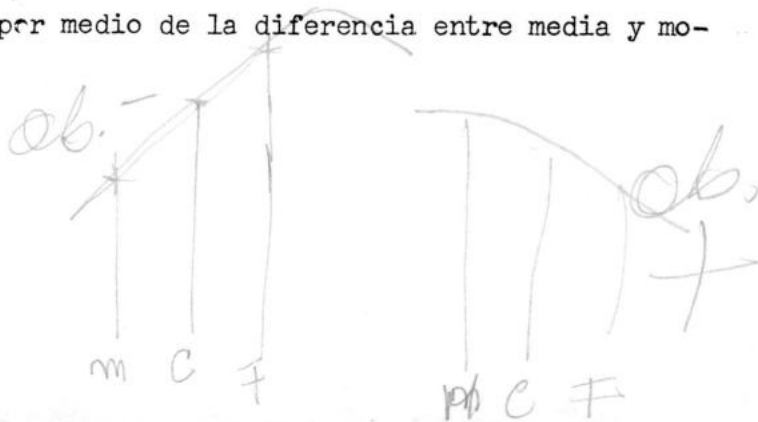 por medio de la diferencia entre media y mo-
ob. -
ob.
+
m C F
m C F